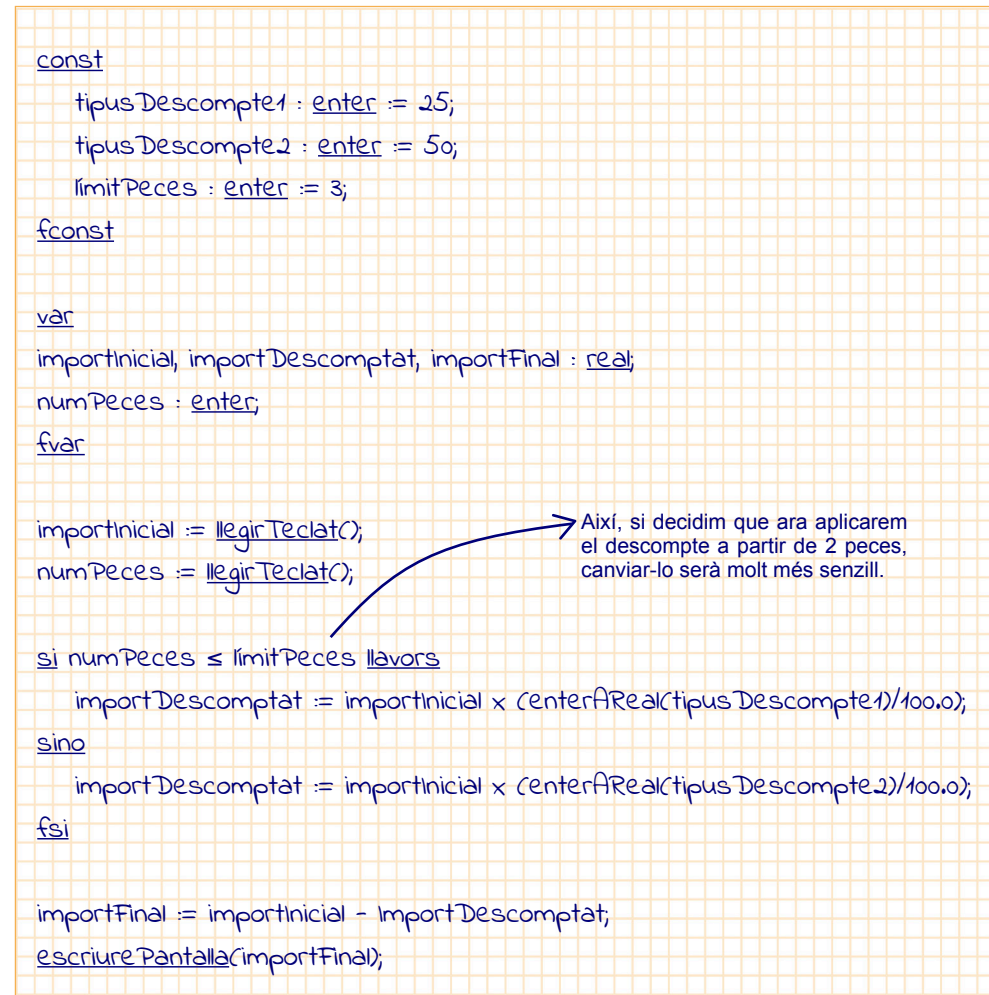 const
tipusDescompte1 : enter := 25;
tipusDescompte2 : enter := 50;
límitPeces : enter := 3;
fconst
var
importInicial, importDescomptat, importFinal : real;
numPeces : enter;
fvar
importInicial := llegirTeclat();
numPeces := llegirTeclat();
Així, si decidim que ara aplicarem
el descompte a partir de 2 peces,
canviar-lo serà molt més senzill.
si numPeces ≤ límitPeces llavors
importDescomptat := importInicial × (enterAReal(tipusDescompte1)/100.0);
sino
importDescomptat := importInicial × (enterAReal(tipusDescompte2)/100.0);
fsi
importFinal := importInicial - ImportDescomptat;
escriurePantalla(importFinal);